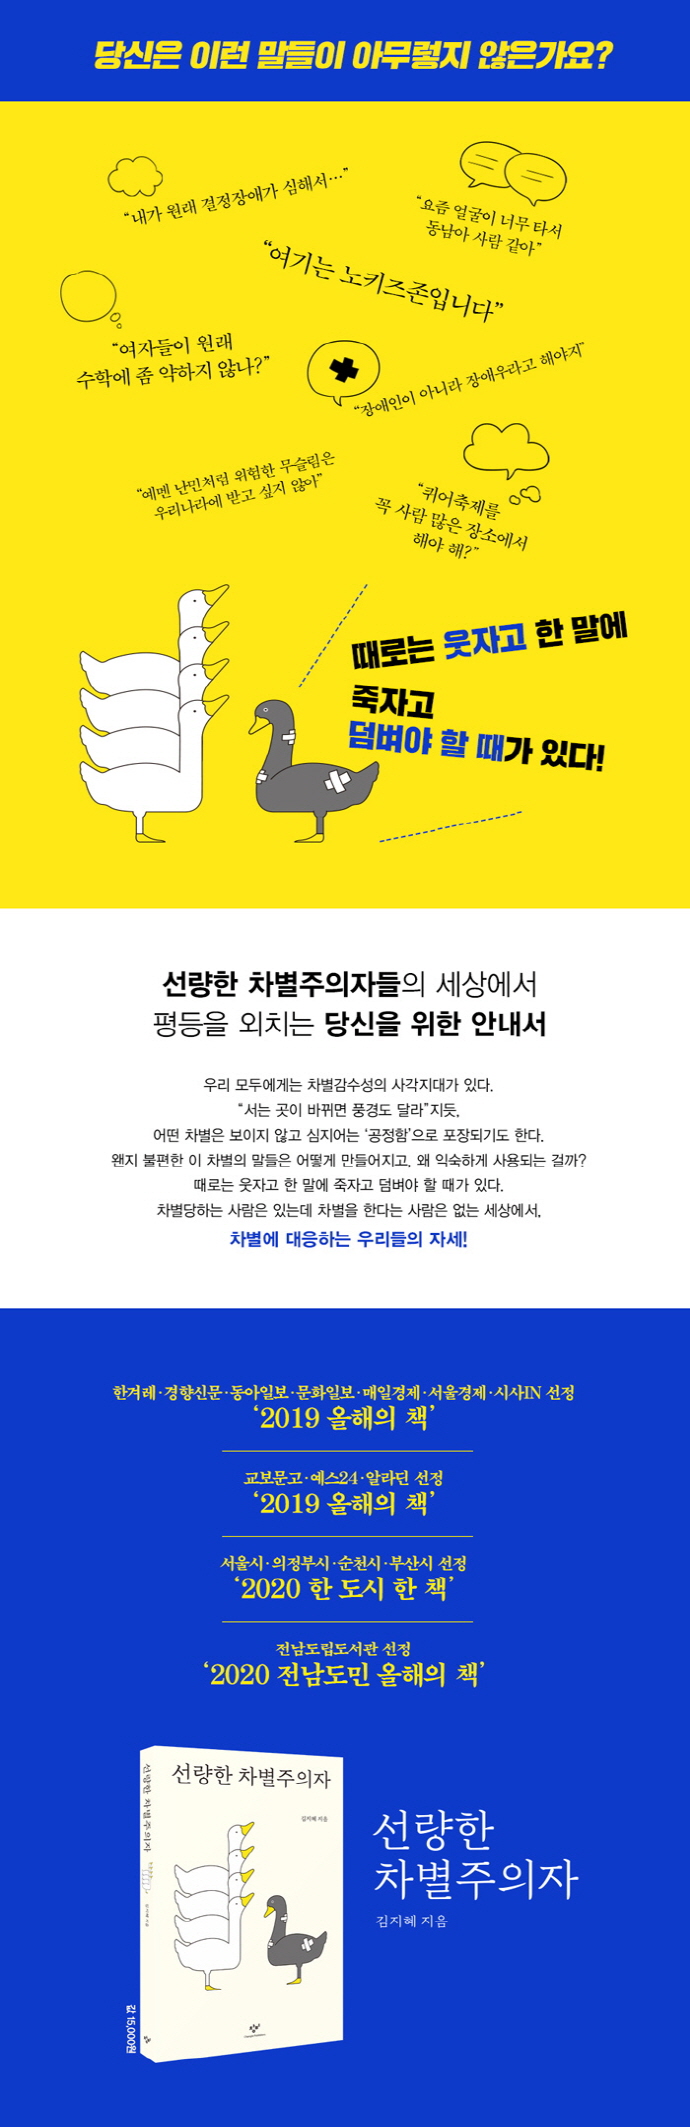 당신은 이런 말들이 아무렇지 않은가요?
“내가 원래 결정장애가 심해서…”
“요즘 얼굴이 너무 타서
동남아 사람 같아”
“여기는 노키즈존입니다”
“여자들이 원래
수학에 좀 약하지 않나?”
“장애인이 아니라 장애우라고 해야지”
“예멘 난민처럼 위험한 무슬림은
우리나라에 받고 싶지 않아”
“퀴어축제를
꼭 사람 많은 장소에서
해야 해?”
때로는 웃자고 한 말에
죽자고
덤벼야 할 때가 있다!
선량한 차별주의자들의 세상에서
평등을 외치는 당신을 위한 안내서
우리 모두에게는 차별감수성의 사각지대가 있다.
“서는 곳이 바뀌면 풍경도 달라”지듯,
어떤 차별은 보이지 않고 심지어는 ‘공정함’으로 포장되기도 한다.
왠지 불편한 이 차별의 말들은 어떻게 만들어지고, 왜 익숙하게 사용되는 걸까?
때로는 웃자고 한 말에 죽자고 덤벼야 할 때가 있다.
차별당하는 사람은 있는데 차별을 한다는 사람은 없는 세상에서,
차별에 대응하는 우리들의 자세!
한겨레·경향신문·동아일보·문화일보·매일경제·서울경제·시사IN 선정
‘2019 올해의 책’
교보문고·예스24·알라딘 선정
‘2019 올해의 책’
서울시·의정부시·순천시·부산시 선정
‘2020 한 도시 한 책’
전남도립도서관 선정
‘2020 전남도민 올해의 책’
선량한 차별주의자
김지혜 지음
선량한 차별주의자
값 15,000원
선량한
차별주의자
김지혜 지음